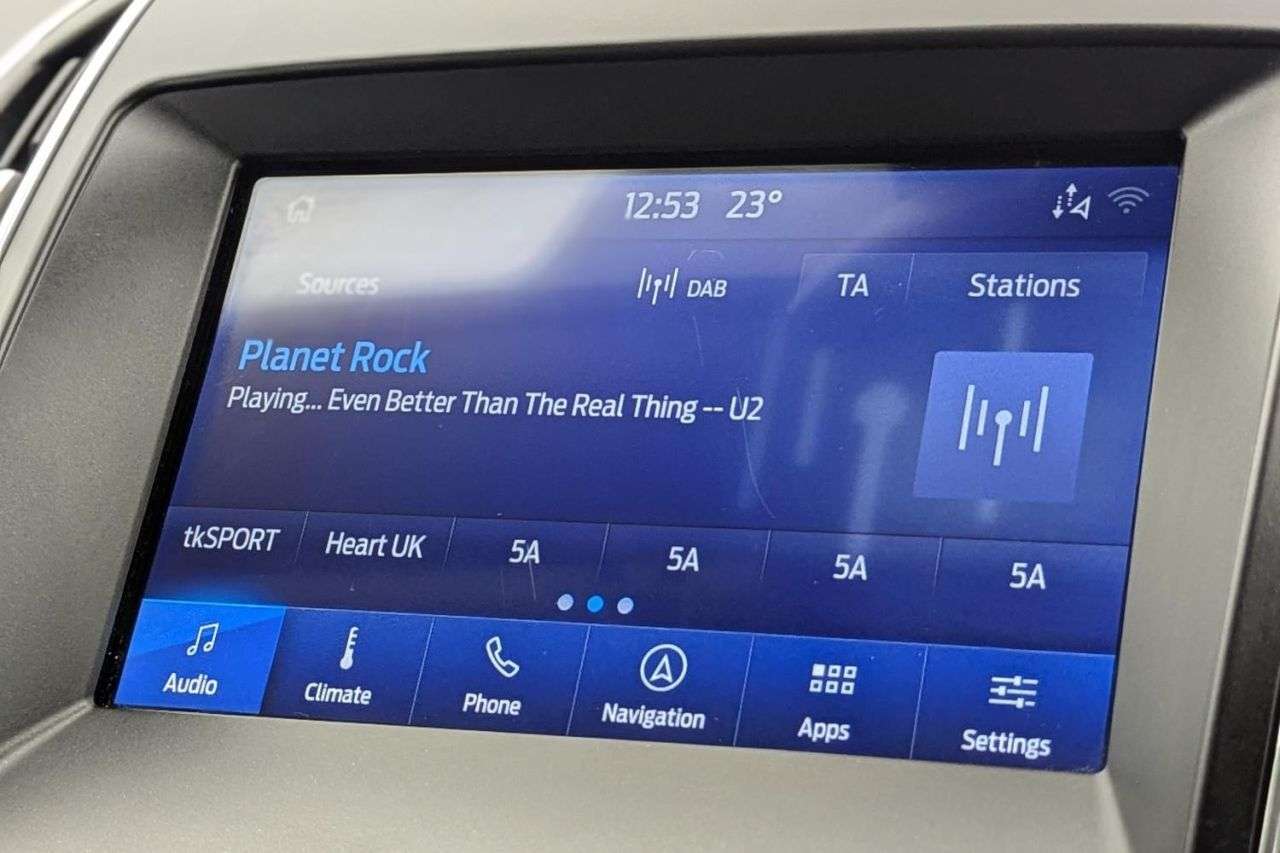 12:53 23°
Sources DAB TA Stations
Planet Rock
Playing... Even Better Than The Real Thing -- U2
tkSPORT Heart UK 5A 5A 5A 5A
Audio Climate Phone Navigation Apps Settings